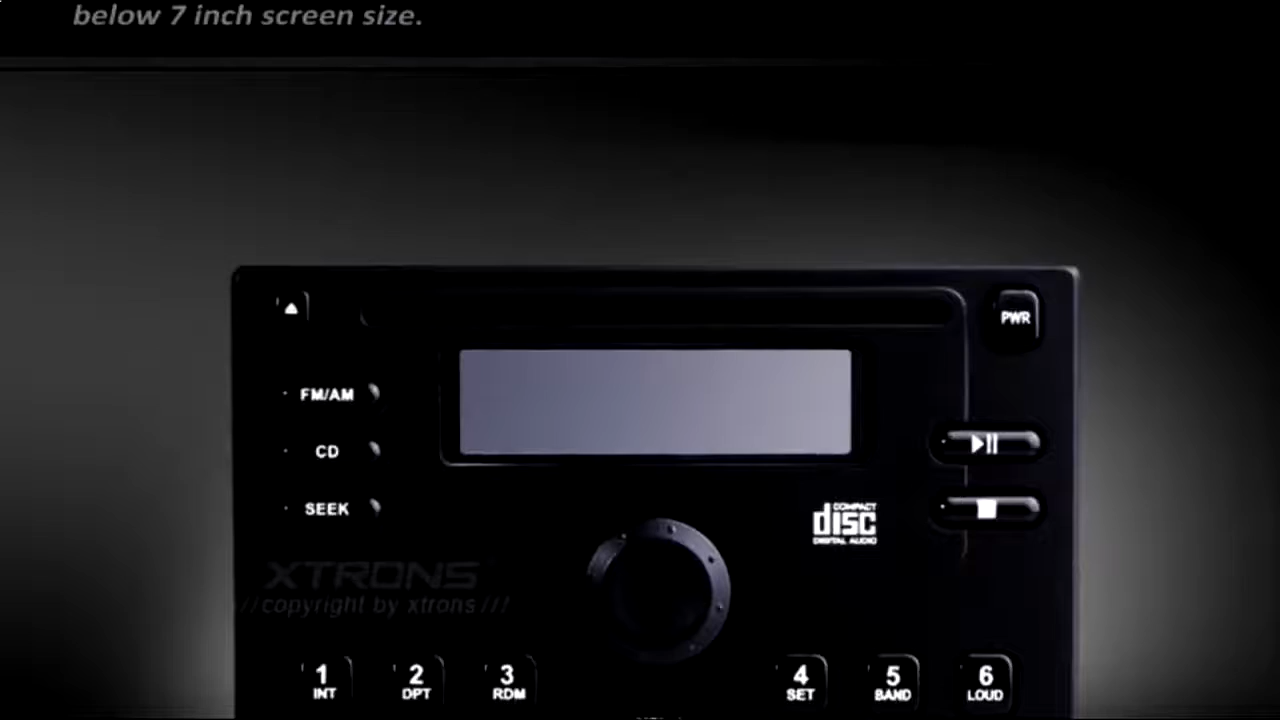 below 7 inch screen size.
PWR
FM/AM
CD
SEEK
COMPACT
disc
DIGITAL AUDIO
XTRONS
//copyright by xtrons///
1 2 3 4 5 6
INT DPT RDM SET BAND LOUD